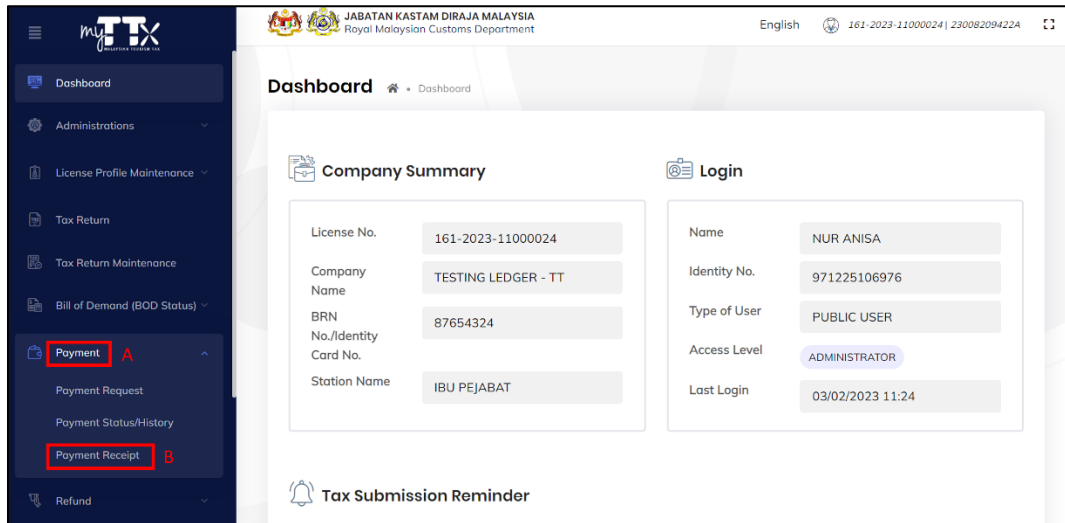 myTTX
MALAYSIAN TOURISM TAX
JABATAN KASTAM DIRAJA MALAYSIA
Royal Malaysian Customs Department
English
161-2023-11000024 | 23008209422A
Dashboard
Administrations
License Profile Maintenance
Tax Return
Tax Return Maintenance
Bill of Demand (BOD Status)
Payment A
Payment Request
Payment Status/History
Payment Receipt B
Refund
Dashboard • Dashboard
Company Summary
License No. 161-2023-11000024
Company
Name
TESTING LEDGER - TT
BRN
No./Identity
Card No.
87654324
Station Name IBU PEJABAT
Login
Name NUR ANISA
Identity No. 971225106976
Type of User PUBLIC USER
Access Level ADMINISTRATOR
Last Login 03/02/2023 11:24
Tax Submission Reminder